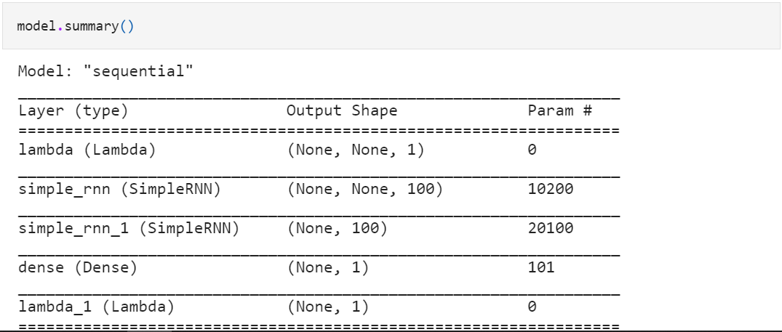 model.summary()
Model: "sequential"
Layer (type) Output Shape Param #
=================================================================
lambda (Lambda) (None, None, 1) 0
simple_rnn (SimpleRNN) (None, None, 100) 10200
simple_rnn_1 (SimpleRNN) (None, 100) 20100
dense (Dense) (None, 1) 101
lambda_1 (Lambda) (None, 1) 0
=================================================================